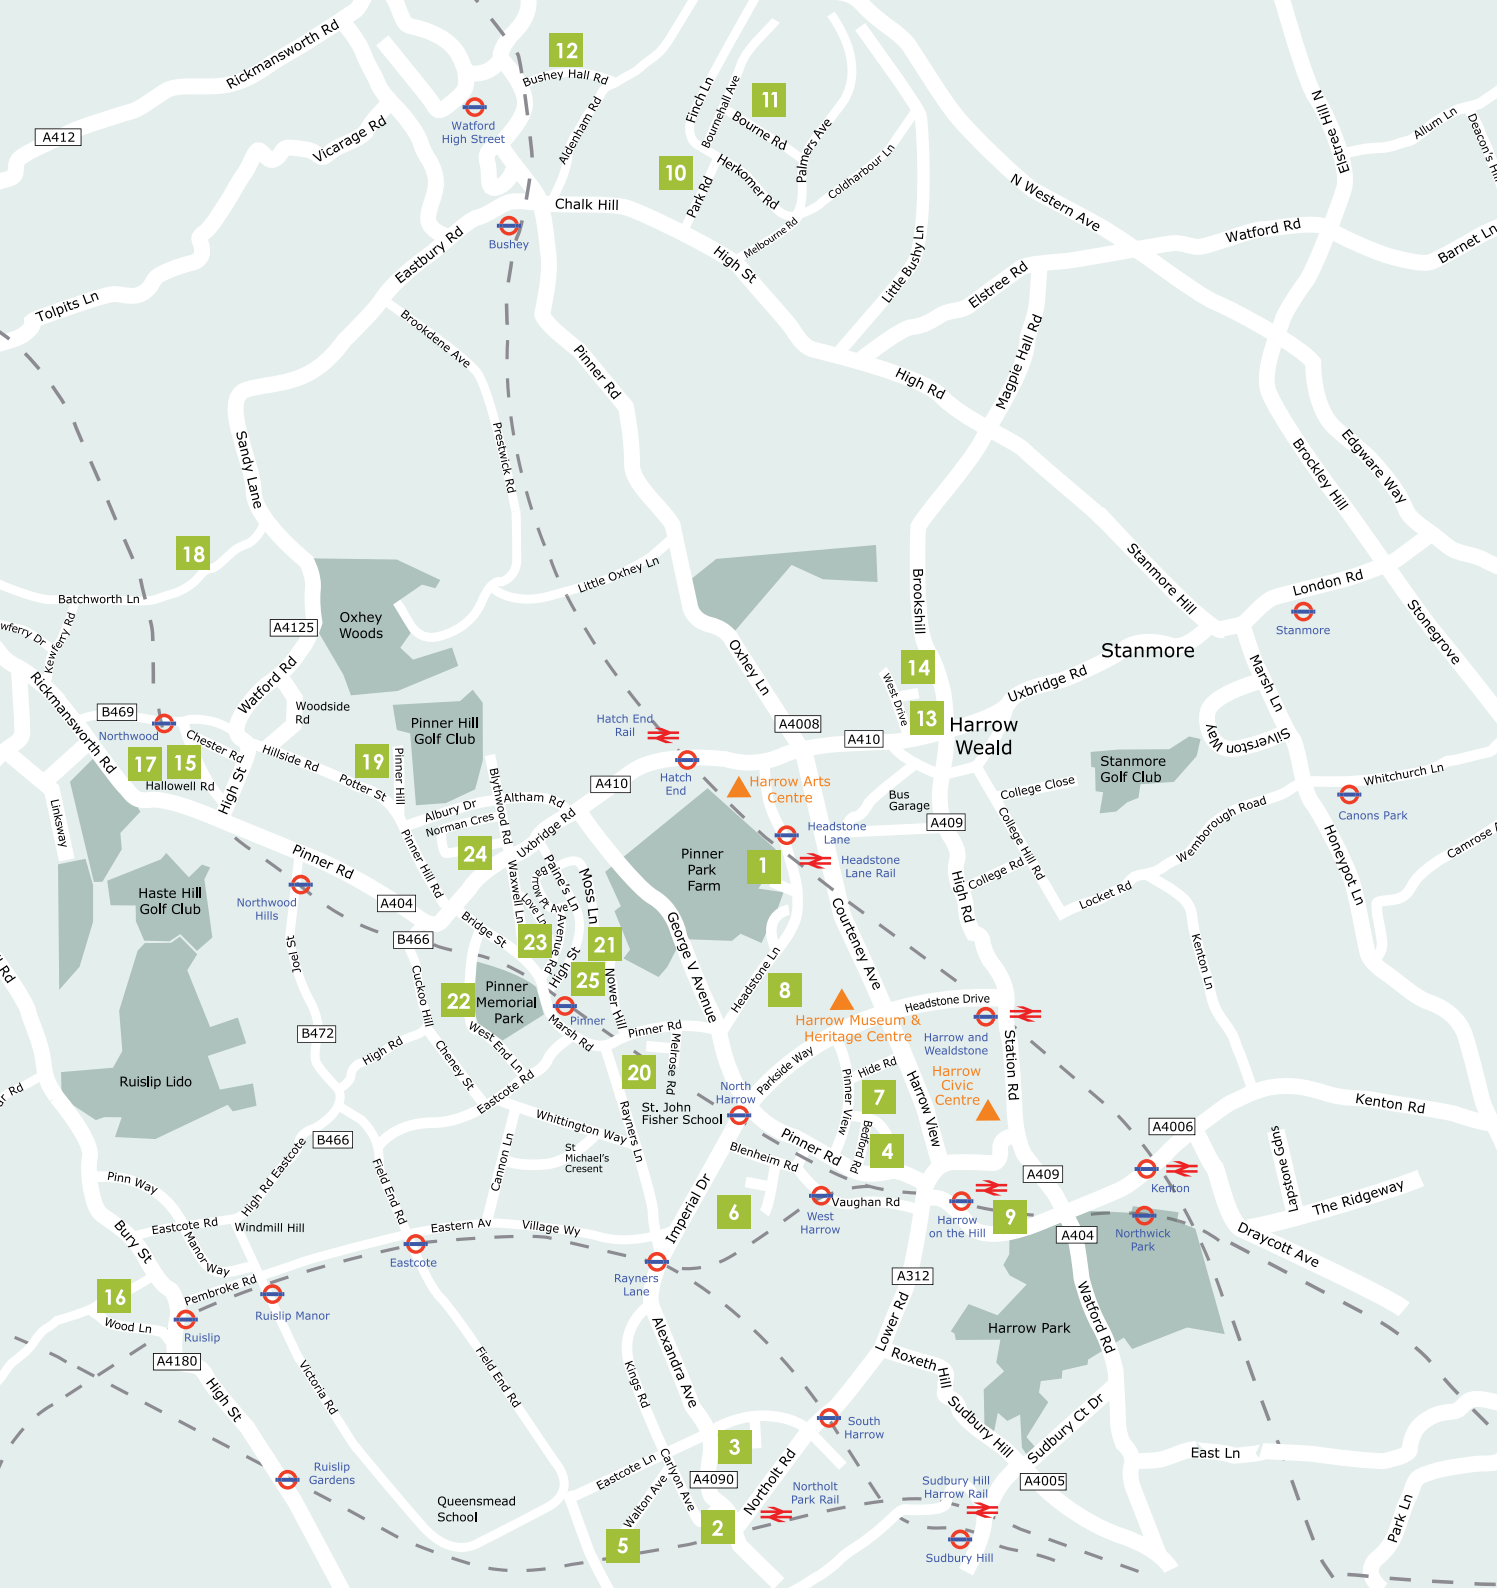 Rickmansworth Rd
A412
Vicarage Rd
Tolpits Ln
Watford
High Street
12
Bushey Hall Rd
Aldenham Rd
Finch Ln
Bournehall Ave
11
Bourne Rd
Palmers Ave
10
Herkomer Rd
Park Rd
Coldharbour Ln
Melbourne Rd
Chalk Hill
High St
Bushey
Eastbury Rd
Little Bushy Ln
N Western Ave
Elstree Hill N
Allum Ln
Deacon's H
Watford Rd
Barnet Ln
Elstree Rd
Magpie Hall Rd
High Rd
Brookdene Ave
Pinner Rd
Prestwick Rd
Sandy Lane
Brockley Hill
Edgware Way
Stanmore Hill
London Rd
Stanmore
Stonegrove
18
Batchworth Ln
wferry Dr
Kewferry Rd
A4125
Oxhey
Woods
Little Oxhey Ln
Brookshill
Oxhey Ln
Stanmore
Uxbridge Rd
Marsh Ln
Silverston
Way
14
West Drive
13
Harrow
Weald
Rickmansworth Rd
B469
Northwood
Chester Rd
17
15
Hallowell Rd
Watford Rd
Woodside
Rd
Hillside Rd
High St
Potter St
19
Pinner Hill
Pinner Hill
Golf Club
Hatch End
Rail
Hatch
End
A4008
A410
A410
Harrow Arts
Centre
Stanmore
Golf Club
College Close
Bus
Garage
A409
College Hill Rd
College Rd
Whitchurch Ln
Canons Park
Wemborough Road
Honeypot Ln
Camrose A
Locket Rd
Kenton Ln
Linksway
Blythwood Rd
Altham Rd
Albury Dr
Norman Cres
Uxbridge Rd
24
Pinner Hill Rd
Headstone
Lane
Headstone
Lane Rail
1
Pinner
Park
Farm
Pinner Rd
Haste Hill
Golf Club
Northwood
Hills
A404
B466
Bridge St
Waxwell Ln
Paine's Ln
Moss Ln
Love Ln
Avenue Rd
23
21
High St
25
22
Pinner
Memorial
Park
Pinner
Nower Hill
George V Avenue
Headstone Ln
8
Courteney Ave
High Rd
Rd
Joel St
Cuckoo Hill
B472
High Rd
Cheney St
West End Ln
Marsh Rd
Pinner Rd
Melrose Rd
20
Eastcote Rd
Harrow Museum &
Heritage Centre
Headstone Drive
Harrow and
Wealdstone
Station Rd
Ruislip Lido
Parkside Way
Hide Rd
Harrow
Civic
Centre
North
Harrow
St. John
Fisher School
Pinner View
7
Harrow View
Rayners Ln
Whittington Way
St
Michael's
Cresent
Cannon Ln
Bedford Rd
4
Pinner Rd
Blenheim Rd
B466
Kenton Rd
A4006
A409
Kenton
Lapstone Gdns
The Ridgeway
Draycott Ave
Northwick
Park
Pinn Way
High Rd Eastcote
Field End Rd
Eastcote Rd
Windmill Hill
Bury St
Manor Way
Eastern Av
Village Wy
Eastcote
Imperial Dr
6
West
Harrow
Vaughan Rd
Harrow
on the Hill
9
A404
Rayners
Lane
A312
16
Wood Ln
Pembroke Rd
Ruislip
Ruislip Manor
A4180
Lower Rd
Harrow Park
Watford Rd
High St
Victoria Rd
Field End Rd
Kings Rd
Alexandra Ave
Roxeth
Hill
Sudbury Hill
Sudbury Ct Dr
East Ln
South
Harrow
3
A4090
Northolt Rd
Ruislip
Gardens
Eastcote Ln
Carlyon Ave
Walton Ave
Queensmead
School
5
2
Northolt
Park Rail
Sudbury Hill
Harrow Rail
A4005
Sudbury Hill
Park Ln